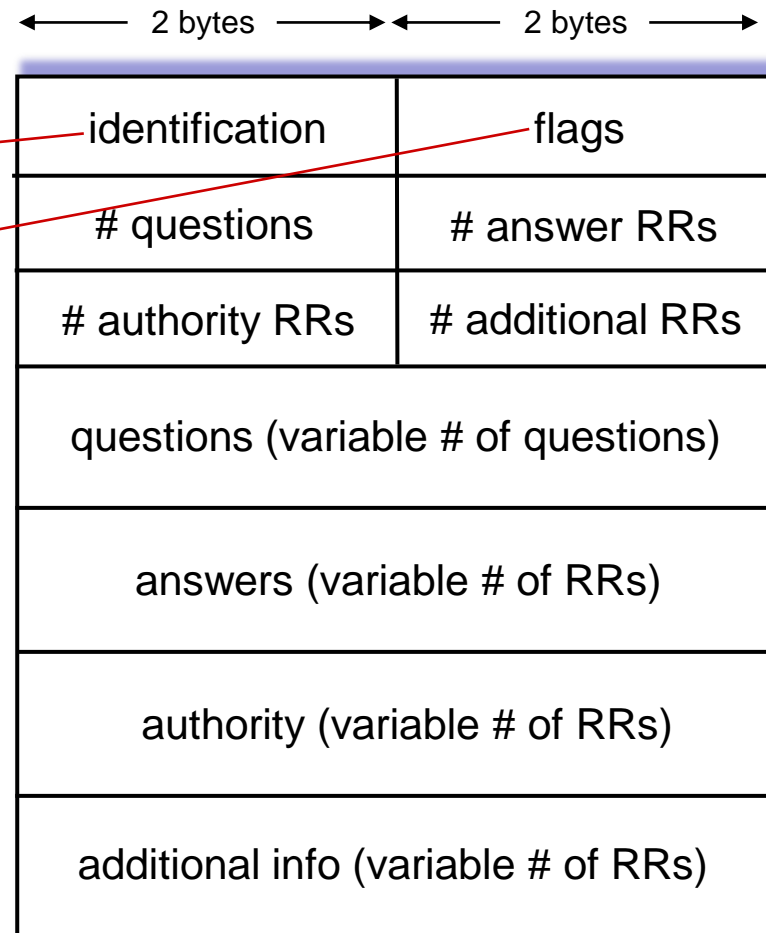 2 bytes 2 bytes
identification flags
# questions # answer RRs
# authority RRs # additional RRs
questions (variable # of questions)
answers (variable # of RRs)
authority (variable # of RRs)
additional info (variable # of RRs)